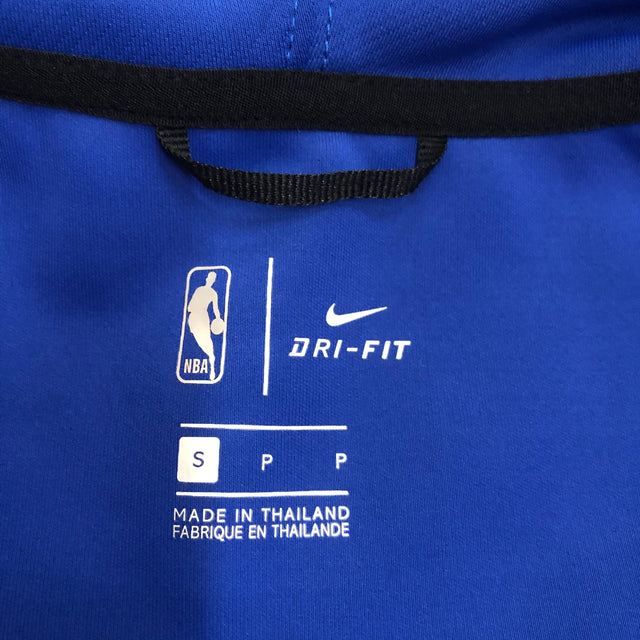 NBA
DRI-FIT
S P P
MADE IN THAILAND
FABRIQUE EN THAILANDE